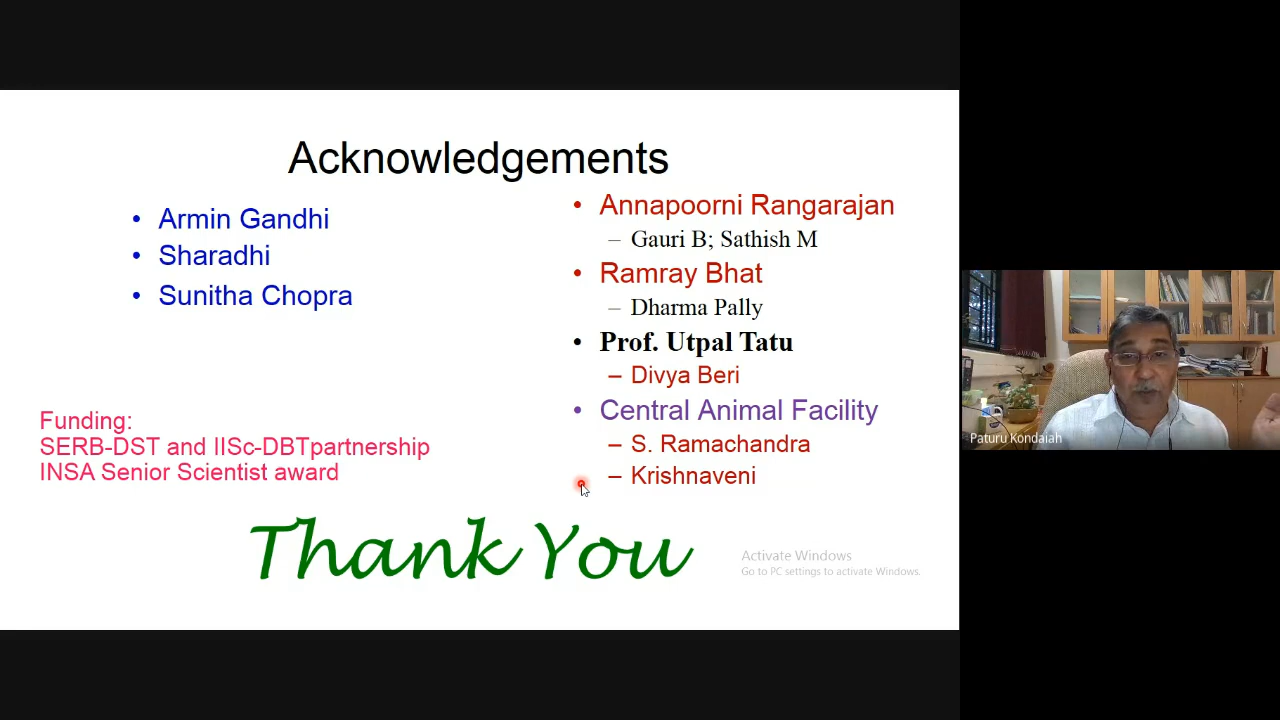 Acknowledgements
• Armin Gandhi
• Sharadhi
• Sunitha Chopra
Funding:
SERB-DST and IISc-DBTpartnership
INSA Senior Scientist award
• Annapoorni Rangarajan
– Gauri B; Sathish M
• Ramray Bhat
– Dharma Pally
• Prof. Utpal Tatu
– Divya Beri
• Central Animal Facility
– S. Ramachandra
– Krishnaveni
Thank You
Activate Windows
Go to PC settings to activate Windows.
Paturu Kondaiah